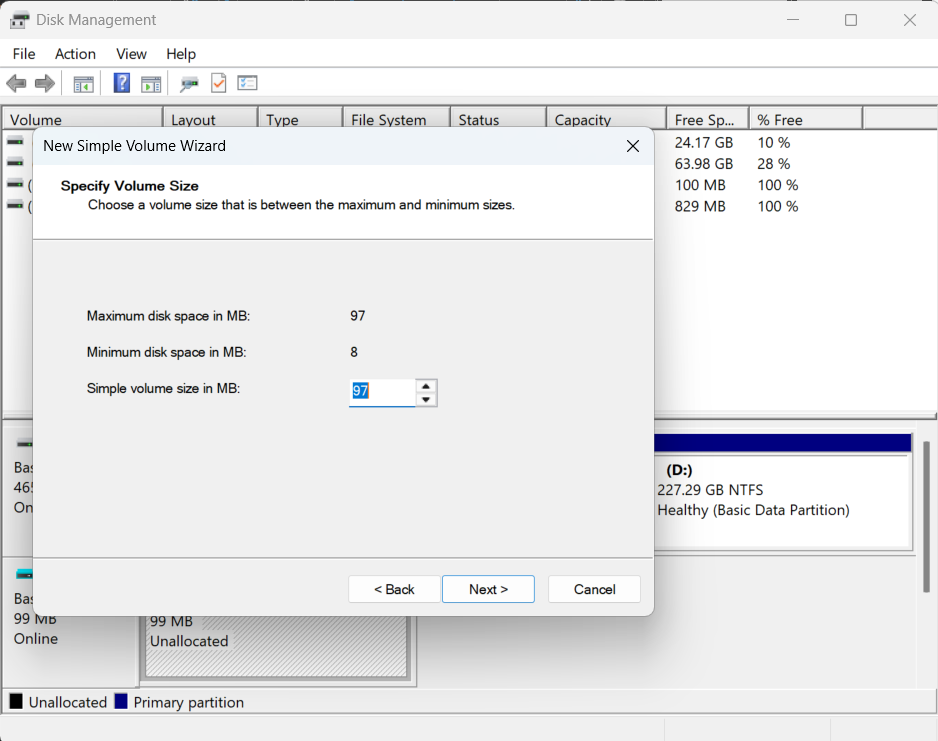 Disk Management
File Action View Help
Volume Layout Type File System Status Capacity Free Sp... % Free
24.17 GB 10 %
63.98 GB 28 %
( 100 MB 100 %
( 829 MB 100 %
New Simple Volume Wizard
Specify Volume Size
Choose a volume size that is between the maximum and minimum sizes.
Maximum disk space in MB: 97
Minimum disk space in MB: 8
Simple volume size in MB: 97
< Back Next > Cancel
Bas
465
On
(D:)
227.29 GB NTFS
Healthy (Basic Data Partition)
Bas
99 MB
Online
99 MB
Unallocated
Unallocated Primary partition